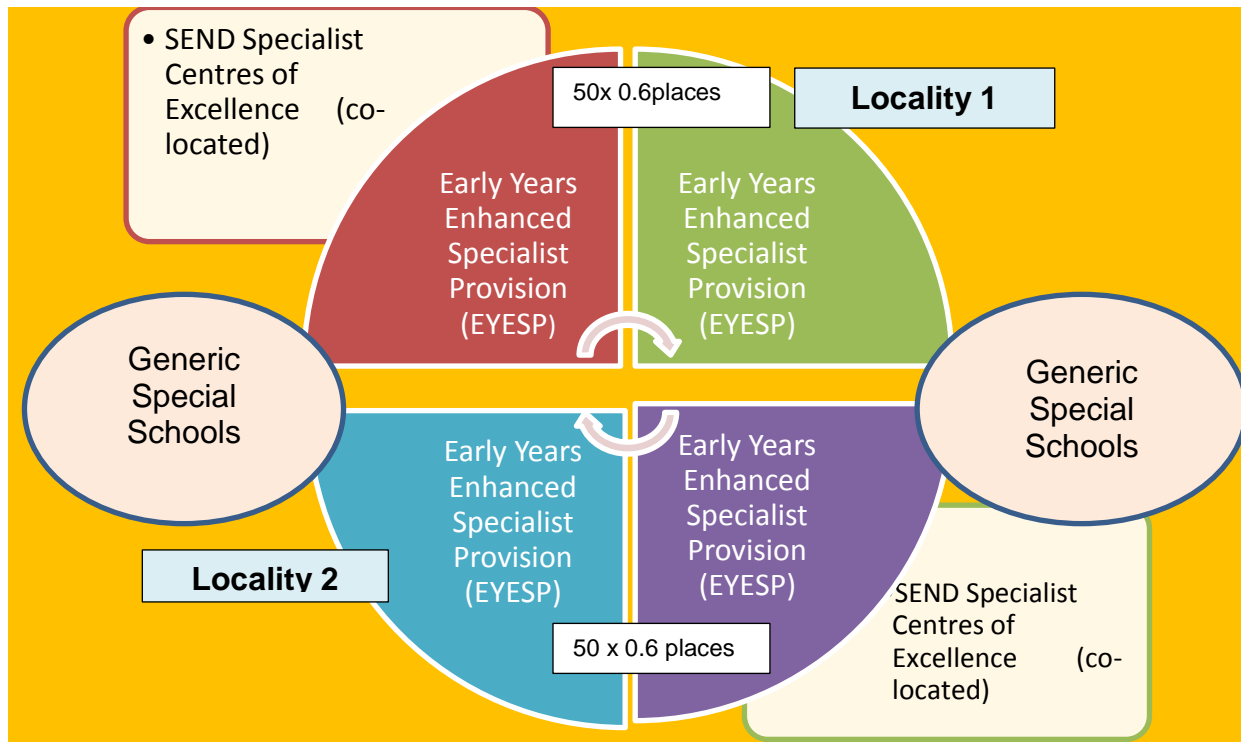 • SEND Specialist
Centres of
Excellence (co-
located)
50x 0.6places
Locality 1
Early Years
Enhanced
Specialist
Provision
(EYESP)
Early Years
Enhanced
Specialist
Provision
(EYESP)
Generic
Special
Schools
Generic
Special
Schools
Early Years
Enhanced
Specialist
Provision
(EYESP)
Early Years
Enhanced
Specialist
Provision
(EYESP)
Locality 2
50 x 0.6 places
SEND Specialist
Centres of
Excellence (co-
located)